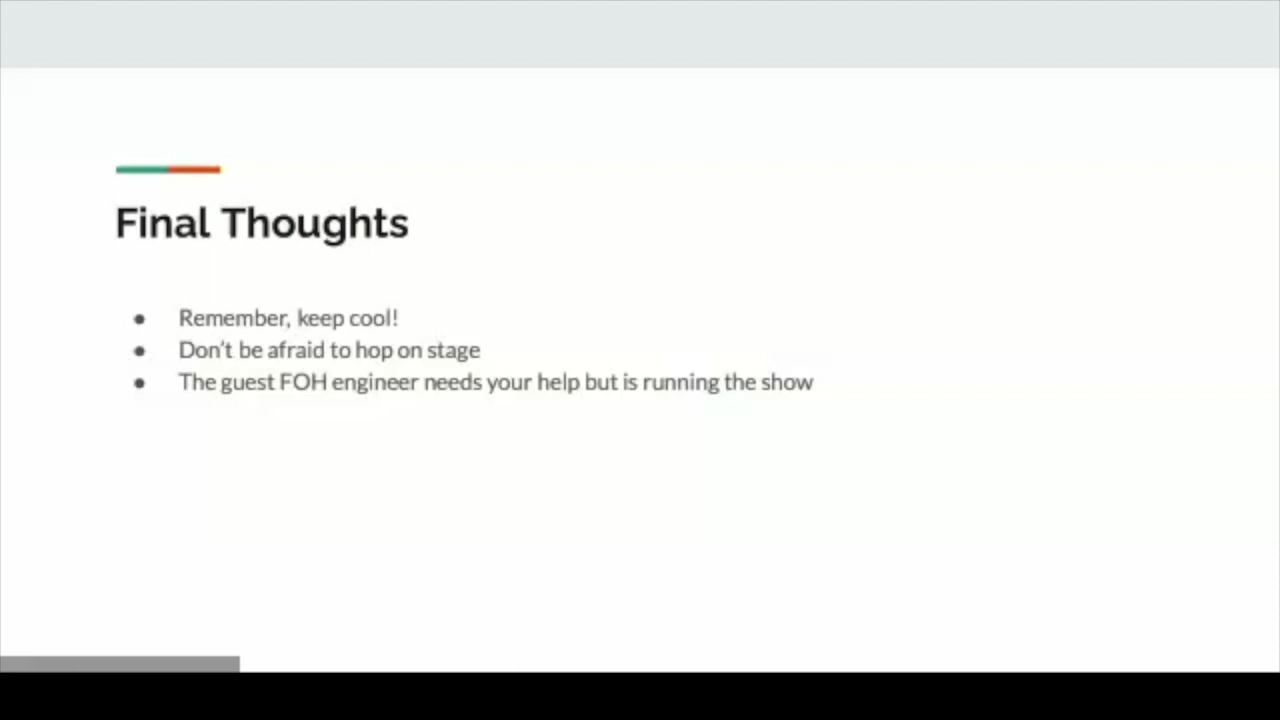 Final Thoughts
● Remember, keep cool!
● Don't be afraid to hop on stage
● The guest FOH engineer needs your help but is running the show